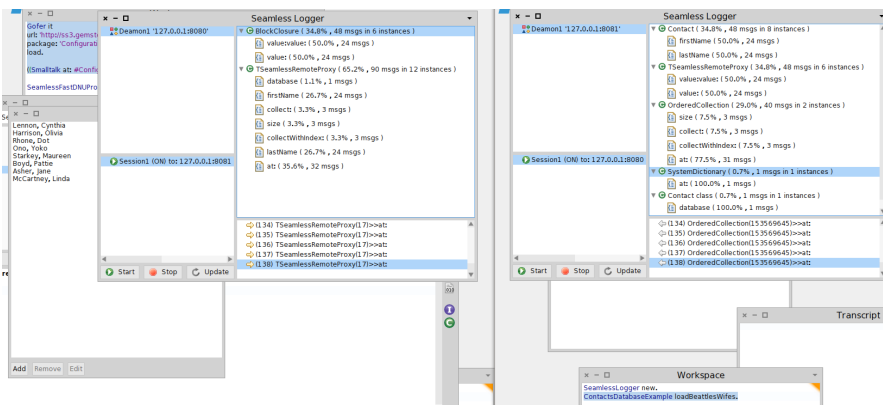 Gofer it
url: 'http://ss3.gemst
package: 'Configurati
load.
((Smalltalk at: #Confi
SeamlessFastDNUPro
Lennon, Cynthia
Harrison, Olivia
Rhone, Dot
Ono, Yoko
Starkey, Maureen
Boyd, Pattie
Asher, Jane
McCartney, Linda
Add Remove Edit
Seamless Logger
Deamon1 '127.0.0.1:8080'
Session1 (ON) to: 127.0.0.1:8081
BlockClosure ( 34.8% , 48 msgs in 6 instances )
value:value: ( 50.0% , 24 msgs )
value: ( 50.0% , 24 msgs )
TSeamlessRemoteProxy ( 65.2% , 90 msgs in 12 instances )
database ( 1.1% , 1 msgs )
firstName ( 26.7% , 24 msgs )
collect: ( 3.3% , 3 msgs )
size ( 3.3% , 3 msgs )
collectWithIndex: ( 3.3% , 3 msgs )
lastName ( 26.7% , 24 msgs )
at: ( 35.6% , 32 msgs )
(134) TSeamlessRemoteProxy(17)>>at:
(135) TSeamlessRemoteProxy(17)>>at:
(136) TSeamlessRemoteProxy(17)>>at:
(137) TSeamlessRemoteProxy(17)>>at:
(138) TSeamlessRemoteProxy(17)>>at:
Start Stop Update
Seamless Logger
Deamon1 '127.0.0.1:8081'
Session1 (ON) to: 127.0.0.1:8080
Contact ( 34.8% , 48 msgs in 8 instances )
firstName ( 50.0% , 24 msgs )
lastName ( 50.0% , 24 msgs )
TSeamlessRemoteProxy ( 34.8% , 48 msgs in 6 instances )
value:value: ( 50.0% , 24 msgs )
value: ( 50.0% , 24 msgs )
OrderedCollection ( 29.0% , 40 msgs in 2 instances )
size ( 7.5% , 3 msgs )
collect: ( 7.5% , 3 msgs )
collectWithIndex: ( 7.5% , 3 msgs )
at: ( 77.5% , 31 msgs )
SystemDictionary ( 0.7% , 1 msgs in 1 instances )
at: ( 100.0% , 1 msgs )
Contact class ( 0.7% , 1 msgs in 1 instances )
database ( 100.0% , 1 msgs )
(134) OrderedCollection(153569645)>>at:
(135) OrderedCollection(153569645)>>at:
(136) OrderedCollection(153569645)>>at:
(137) OrderedCollection(153569645)>>at:
(138) OrderedCollection(153569645)>>at:
Start Stop Update
Transcript
Workspace
SeamlessLogger new.
ContactsDatabaseExample loadBeattlesWifes.